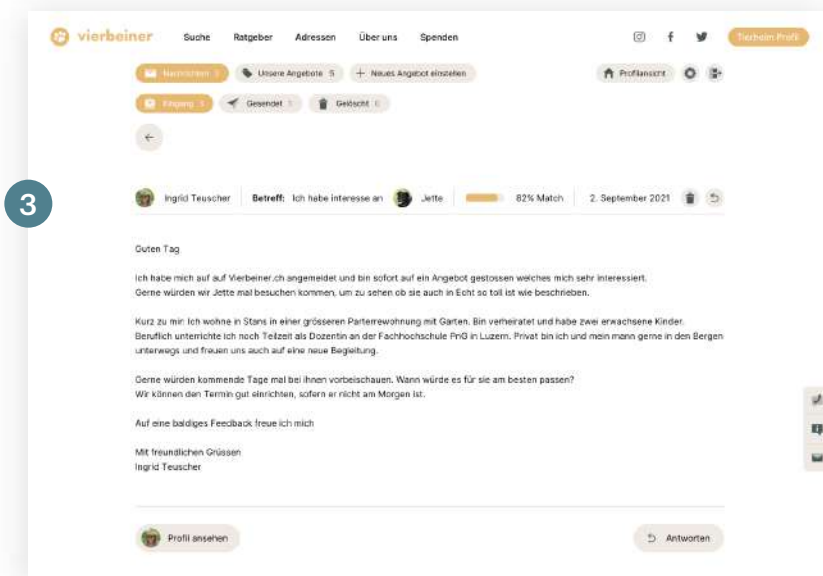 vierbeiner Suche Ratgeber Adressen Über uns Spenden f Tierheim Profil
Nachrichten 3 Unsere Angebote 5 + Neues Angebot einstellen Profilansicht
Eingang 3 Gesendet 1 Gelöscht 6
3
Ingrid Teuscher Betreff: Ich habe interesse an Jette 82% Match 2. September 2021
Guten Tag
Ich habe mich auf auf Vierbeiner.ch angemeldet und bin sofort auf ein Angebot gestossen welches mich sehr interessiert.
Gerne würden wir Jette mal besuchen kommen, um zu sehen ob sie auch in Echt so toll ist wie beschrieben.
Kurz zu mir: Ich wohne in Stans in einer grösseren Parterrewohnung mit Garten. Bin verheiratet und habe zwei erwachsene Kinder.
Beruflich unterrichte ich noch Teilzeit als Dozentin an der Fachhochschule PnG in Luzern. Privat bin ich und mein mann gerne in den Bergen
unterwegs und freuen uns auch auf eine neue Begleitung.
Gerne würden kommende Tage mal bei ihnen vorbeischauen. Wann würde es für sie am besten passen?
Wir können den Termin gut einrichten, sofern er nicht am Morgen ist.
Auf eine baldiges Feedback freue ich mich
Mit freundlichen Grüssen
Ingrid Teuscher
Profil ansehen Antworten